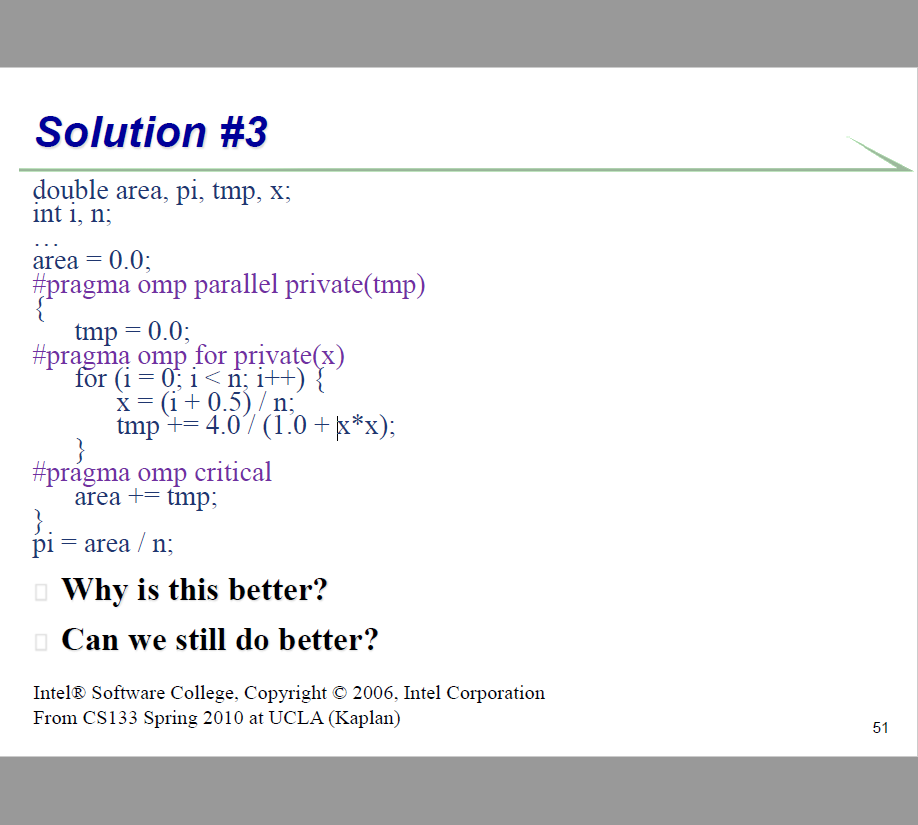 Solution #3
double area, pi, tmp, x;
int i, n;
…
area = 0.0;
#pragma omp parallel private(tmp)
{
tmp = 0.0;
#pragma omp for private(x)
for (i = 0; i < n; i++) {
x = (i + 0.5) / n;
tmp += 4.0 / (1.0 + x*x);
}
#pragma omp critical
area += tmp;
}
pi = area / n;
Why is this better?
Can we still do better?
Intel® Software College, Copyright © 2006, Intel Corporation
From CS133 Spring 2010 at UCLA (Kaplan)
51